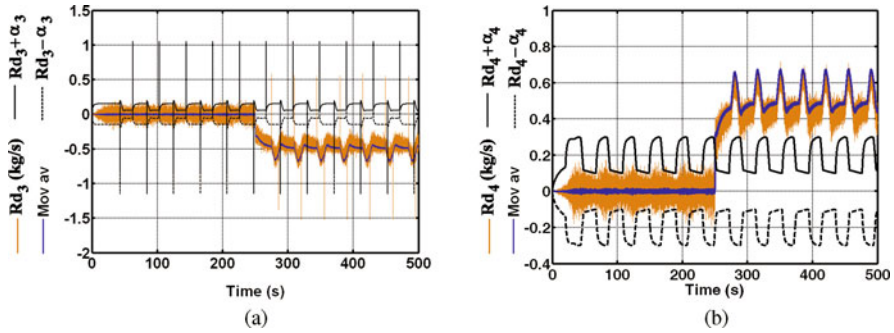 Rd₃ (kg/s) Rd₃+α₃
Mov av Rd₃−α₃
1.5
1
0.5
0
-0.5
-1
-1.5
-2
0 100 200 300 400 500
Time (s)
(a)
Rd₄ (kg/s) Rd₄+α₄
Mov av Rd₄−α₄
1
0.8
0.6
0.4
0.2
0
-0.2
-0.4
0 100 200 300 400 500
Time (s)
(b)